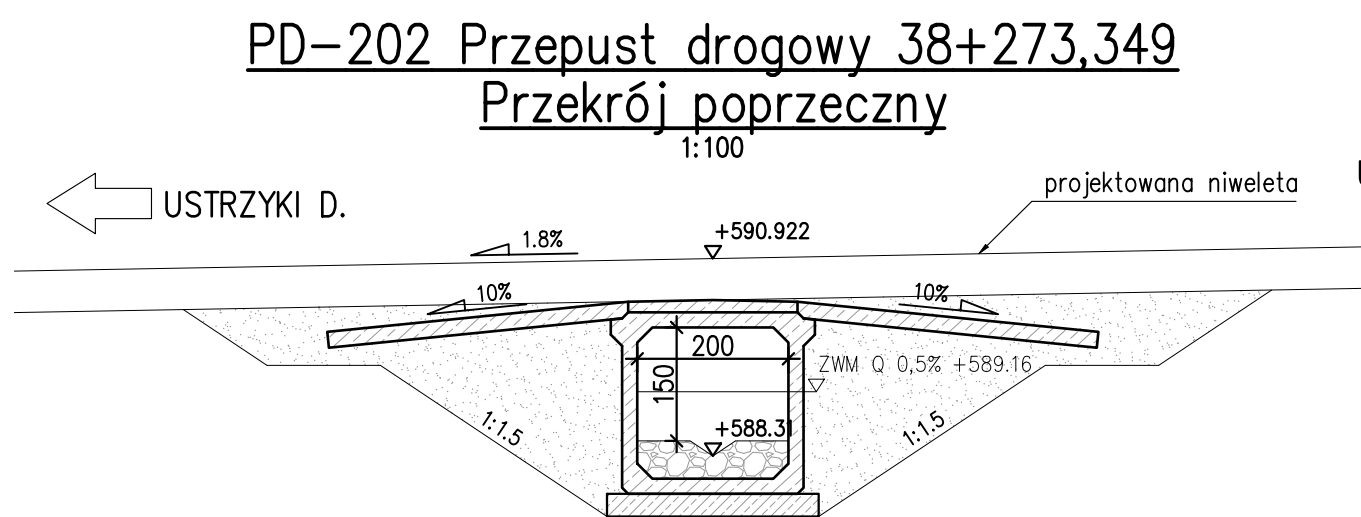 PD-202 Przepust drogowy 38+273,349
Przekrój poprzeczny
1:100
USTRZYKI D.
projektowana niweleta
+590.922
1.8%
10%
10%
200
150
ZWM Q 0,5% +589.16
+588.31
1:1.5
1:1.5